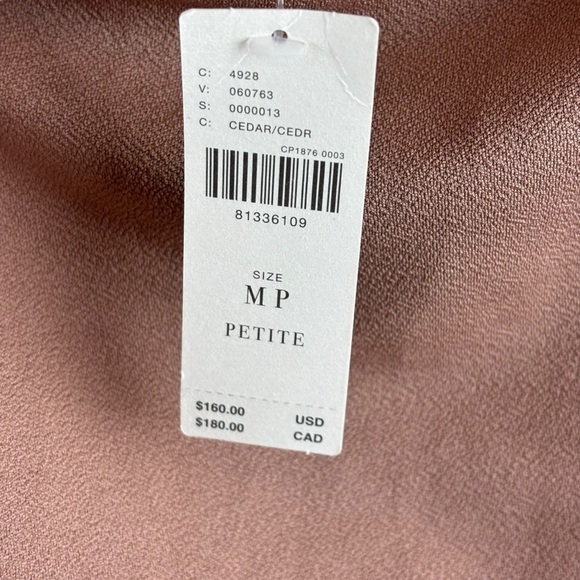 C: 4928
V: 060763
S: 0000013
C: CEDAR/CEDR
CP1876 0003
81336109
SIZE
M P
PETITE
$160.00 USD
$180.00 CAD